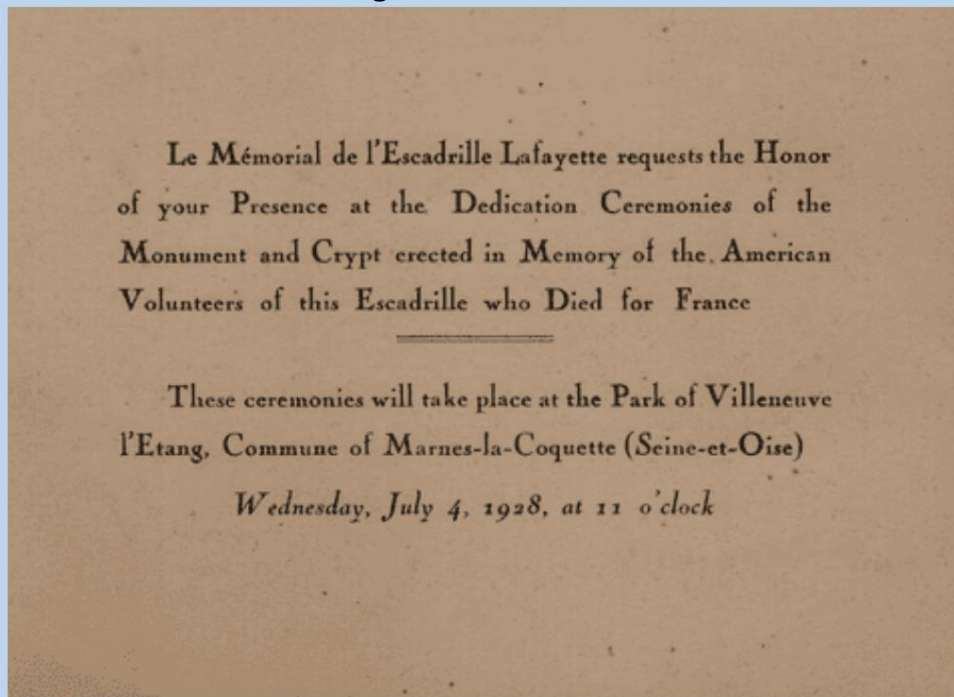 Le Mémorial de l'Escadrille Lafayette requests the Honor
of your Presence at the Dedication Ceremonies of the
Monument and Crypt erected in Memory of the American
Volunteers of this Escadrille who Died for France
These ceremonies will take place at the Park of Villeneuve
l'Etang, Commune of Marnes-la-Coquette (Seine-et-Oise)
Wednesday, July 4, 1928, at 11 o'clock